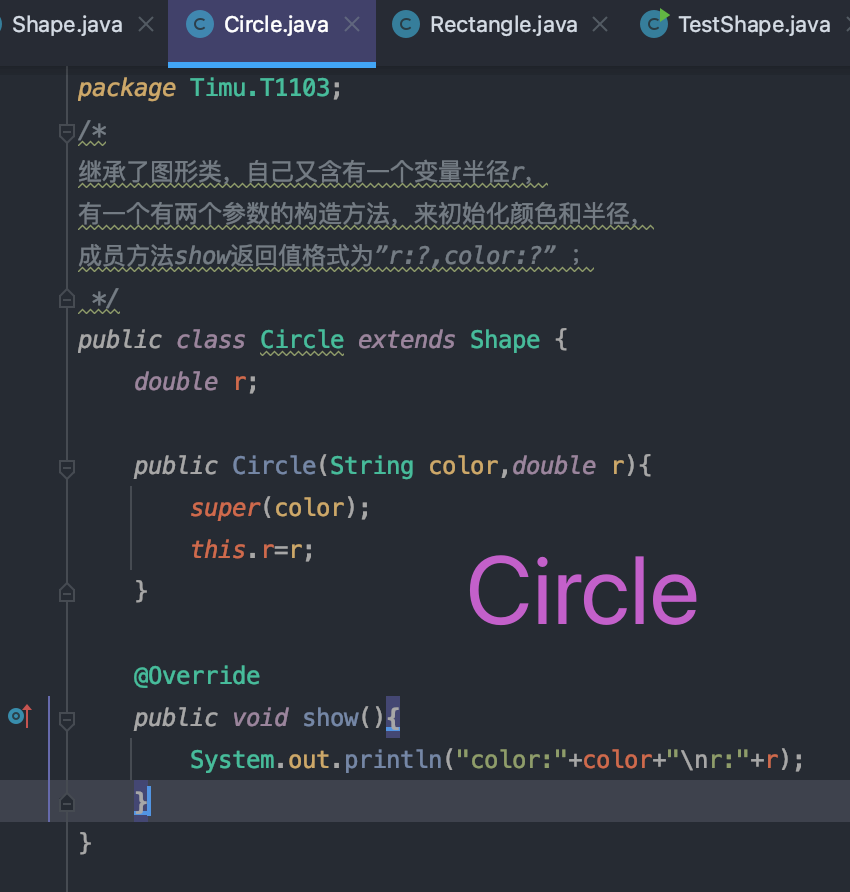 Shape.java
Circle.java
Rectangle.java
TestShape.java
package Timu.T1103;
/*
继承了图形类，自己又含有一个变量半径r，
有一个有两个参数的构造方法，来初始化颜色和半径，
成员方法show返回值格式为”r:?,color:?”；
*/
public class Circle extends Shape {
double r;
public Circle(String color,double r){
super(color);
this.r=r;
}
Circle
@Override
public void show(){
System.out.println("color:"+color+"\nr:"+r);
}
}